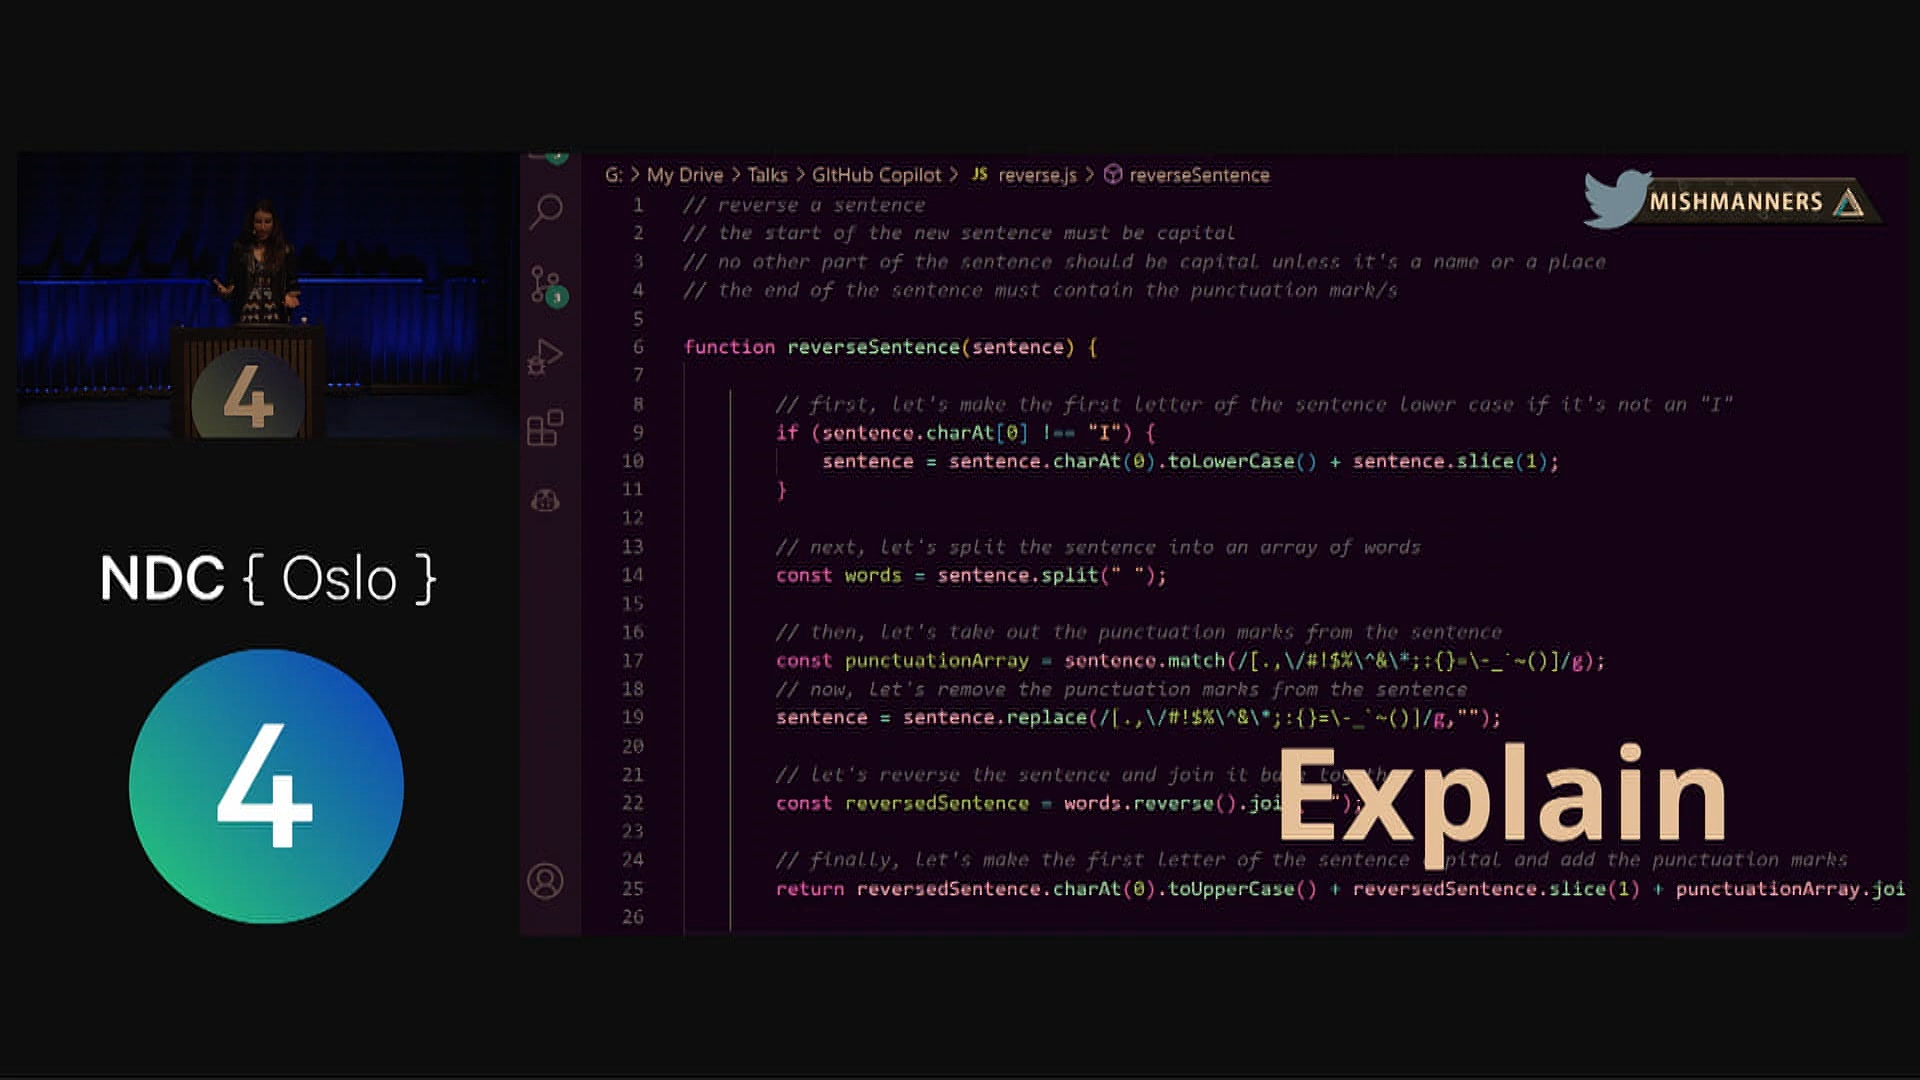 G: > My Drive > Talks > GitHub Copilot > JS reverse.js > reverseSentence
MISHMANNERS
1 // reverse a sentence
2 // the start of the new sentence must be capital
3 // no other part of the sentence should be capital unless it's a name or a place
4 // the end of the sentence must contain the punctuation mark/s
5
6 function reverseSentence(sentence) {
7
8 // first, let's make the first letter of the sentence lower case if it's not an "I"
9 if (sentence.charAt[0] !== "I") {
10 sentence = sentence.charAt(0).toLowerCase() + sentence.slice(1);
11 }
12
13 // next, let's split the sentence into an array of words
14 const words = sentence.split(" ");
15
16 // then, let's take out the punctuation marks from the sentence
17 const punctuationArray = sentence.match(/[.,\/#!$%\^&\*;:{}=\-_`~()]/g);
18 // now, let's remove the punctuation marks from the sentence
19 sentence = sentence.replace(/[.,\/#!$%\^&\*;:{}=\-_`~()]/g,"");
20
21 // let's reverse the sentence and join it
22 const reversedSentence = words.reverse().joi ");
23
24 // finally, let's make the first letter of the sentence and add the punctuation marks
25 return reversedSentence.charAt(0).toUpperCase() + reversedSentence.slice(1) + punctuationArray.joi
26
Explain
3
4
NDC { Oslo }
4